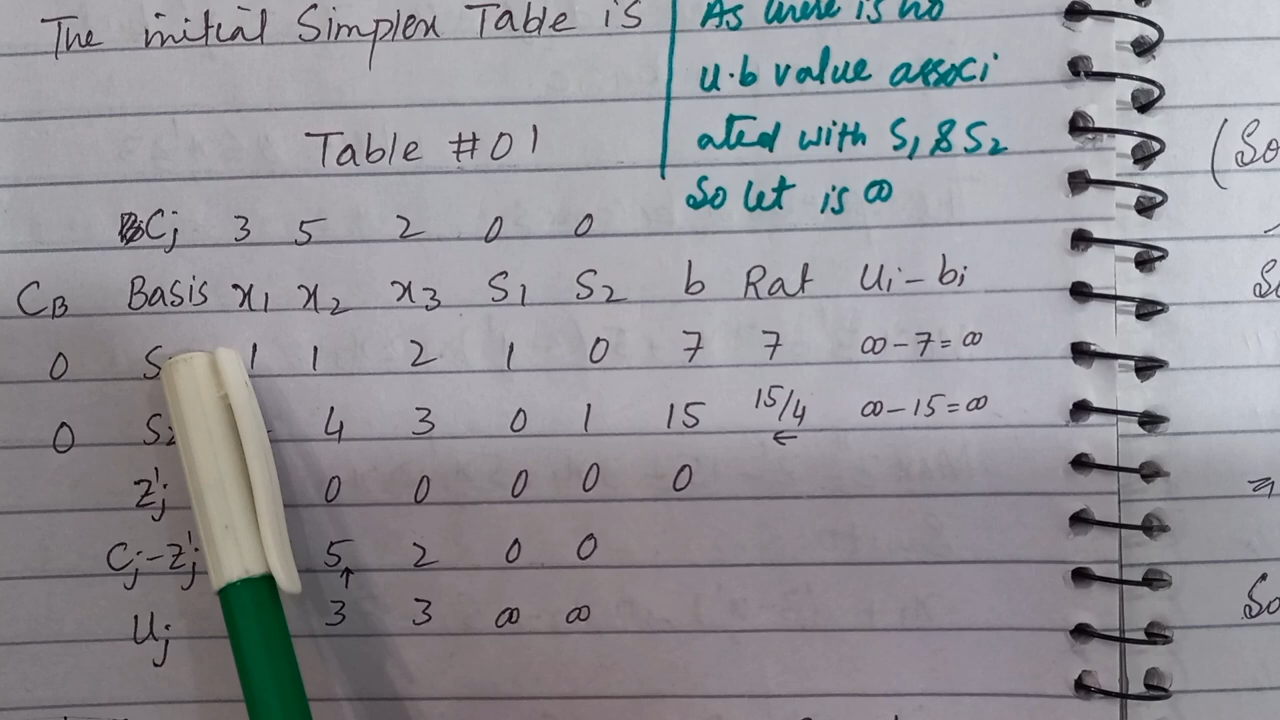 The initial Simplex Table is
As there is no
u.b value associ
ated with S1 & S2
So let is ∞
Table #01
Cj 3 5 2 0 0
CB Basis x1 x2 x3 S1 S2 b Rat Ui-bi
0 1 1 2 1 0 7 7 ∞-7=∞
0 S2 4 3 0 1 15 15/4 ∞-15=∞
←
z'j 0 0 0 0 0
Cj-z'j 5 2 0 0
↑
Uj 3 3 ∞ ∞
(So
So